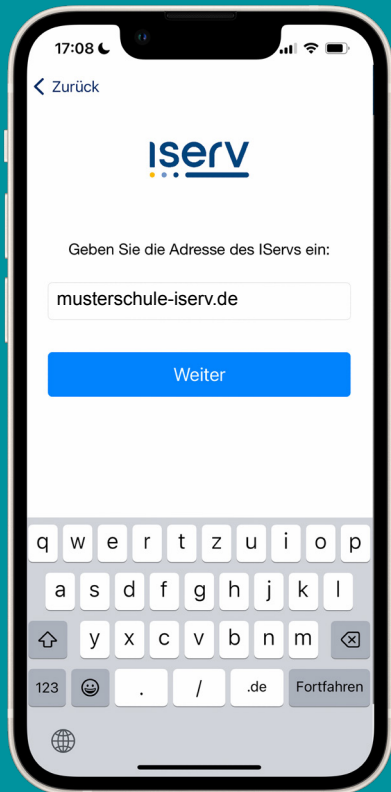 17:08
Zurück
IServ
Geben Sie die Adresse des IServs ein:
musterschule-iserv.de
Weiter
q w e r t z u i o p
a s d f g h j k l
y x c v b n m
123 . / .de Fortfahren